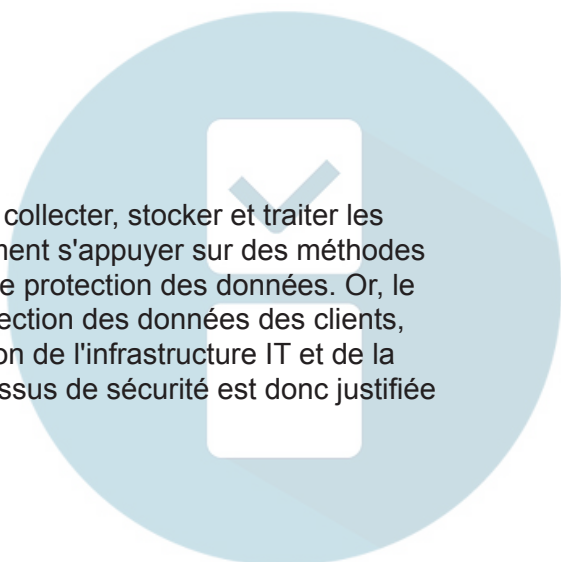 collecter, stocker et traiter les
ment s'appuyer sur des méthodes
e protection des données. Or, le
ection des données des clients,
on de l'infrastructure IT et de la
essus de sécurité est donc justifiée